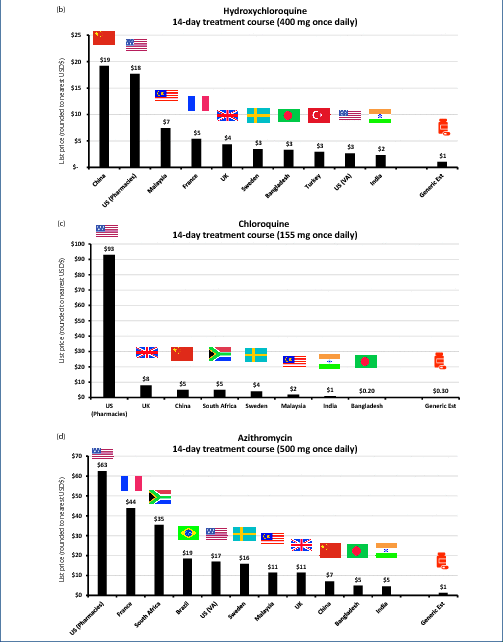 (b)
Hydroxychloroquine
14-day treatment course (400 mg once daily)
List price (rounded to nearest USD$)
$25
$20
$15
$10
$5
$-
$19
$18
$7
$5
$4
$3
$3
$3
$3
$2
$1
China
US (Pharmacies)
Malaysia
France
UK
Sweden
Bangladesh
Turkey
US (VA)
India
Generic Est
(c)
Chloroquine
14-day treatment course (155 mg once daily)
List price (rounded to nearest USD$)
$100
$90
$80
$70
$60
$50
$40
$30
$20
$10
$0
$93
$8
$5
$5
$4
$2
$1
$0.20
$0.30
US
(Pharmacies)
UK
China
South Africa
Sweden
Malaysia
India
Bangladesh
Generic Est
(d)
Azithromycin
14-day treatment course (500 mg once daily)
List price (rounded to nearest USD$)
$70
$60
$50
$40
$30
$20
$10
$0
$63
$44
$35
$19
$17
$16
$11
$11
$7
$5
$5
$1
US (Pharmacies)
France
South Africa
Brazil
US (VA)
Sweden
Malaysia
UK
China
Bangladesh
India
Generic Est